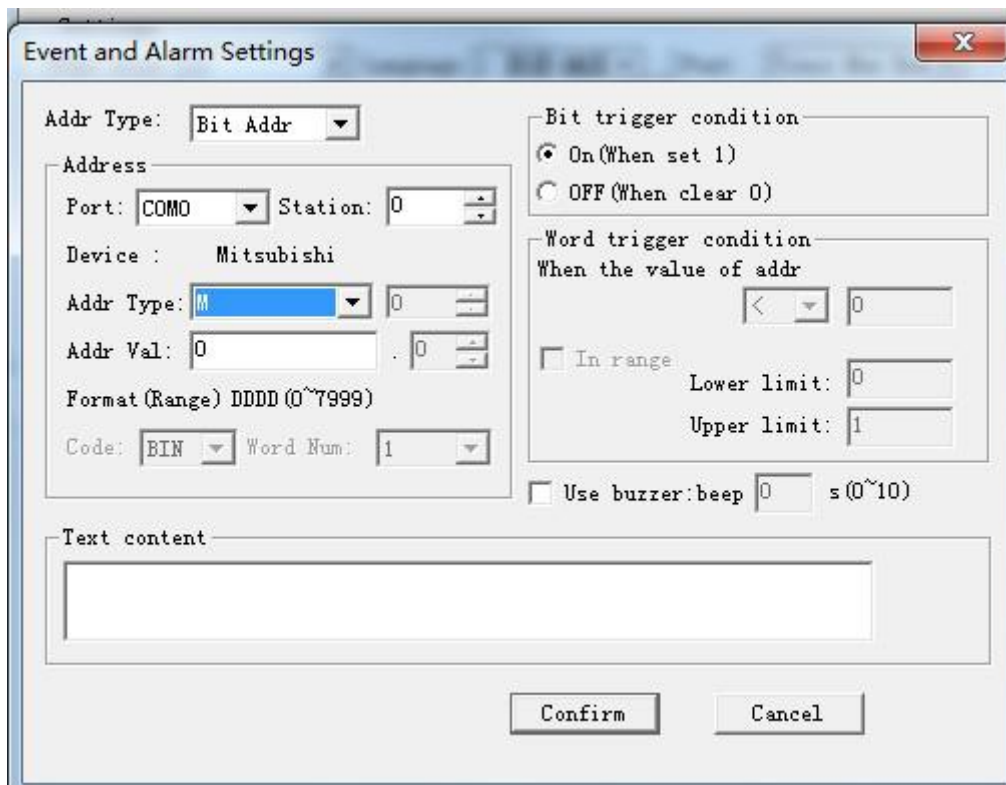 Event and Alarm Settings
Addr Type: Bit Addr
Address
Port: COM0 Station: 0
Device : Mitsubishi
Addr Type: M 0
Addr Val: 0 . 0
Format(Range) DDDD(0~7999)
Code: BIN Word Num: 1
Bit trigger condition
On(When set 1)
OFF(When clear 0)
Word trigger condition
When the value of addr
< 0
In range
Lower limit: 0
Upper limit: 1
Use buzzer:beep 0 s(0~10)
Text content
Confirm Cancel